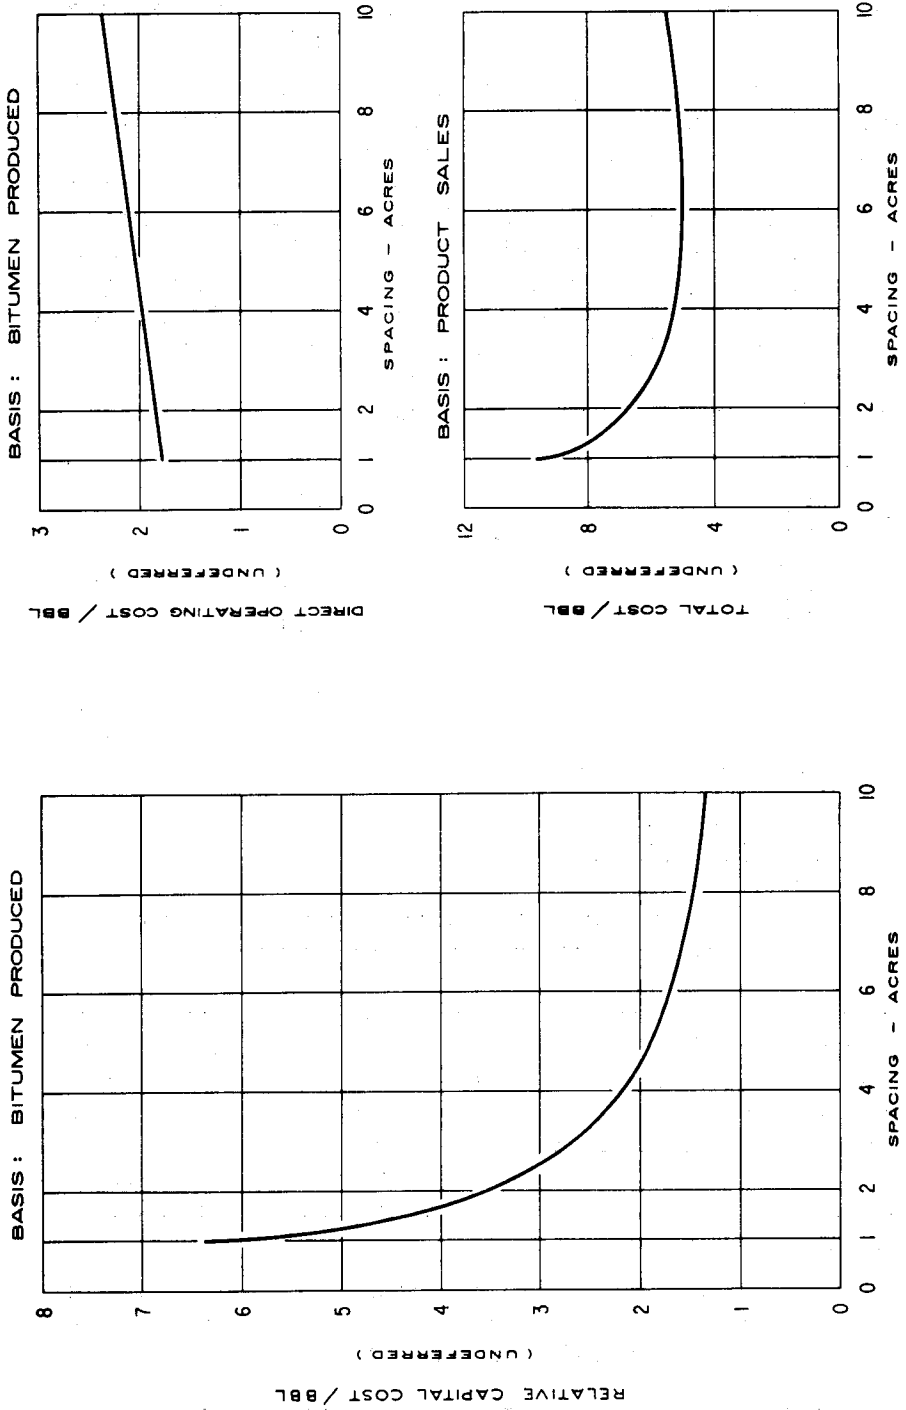 BASIS : BITUMEN PRODUCED
RELATIVE CAPITAL COST / BBL
( UNDEFERRED )
8
7
6
5
4
3
2
1
0
0 1 2 4 6 8 10
SPACING - ACRES
BASIS : BITUMEN PRODUCED
DIRECT OPERATING COST / BBL
( UNDEFERRED )
3
2
1
0
0 1 2 4 6 8 10
SPACING - ACRES
BASIS : PRODUCT SALES
TOTAL COST / BBL
( UNDEFERRED )
12
8
4
0
0 1 2 4 6 8 10
SPACING - ACRES